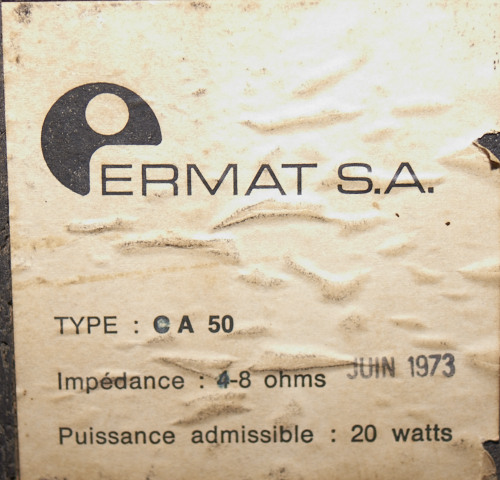 PERMAT S.A.
TYPE : CA 50
Impédance : 4-8 ohms
JUIN 1973
Puissance admissible : 20 watts